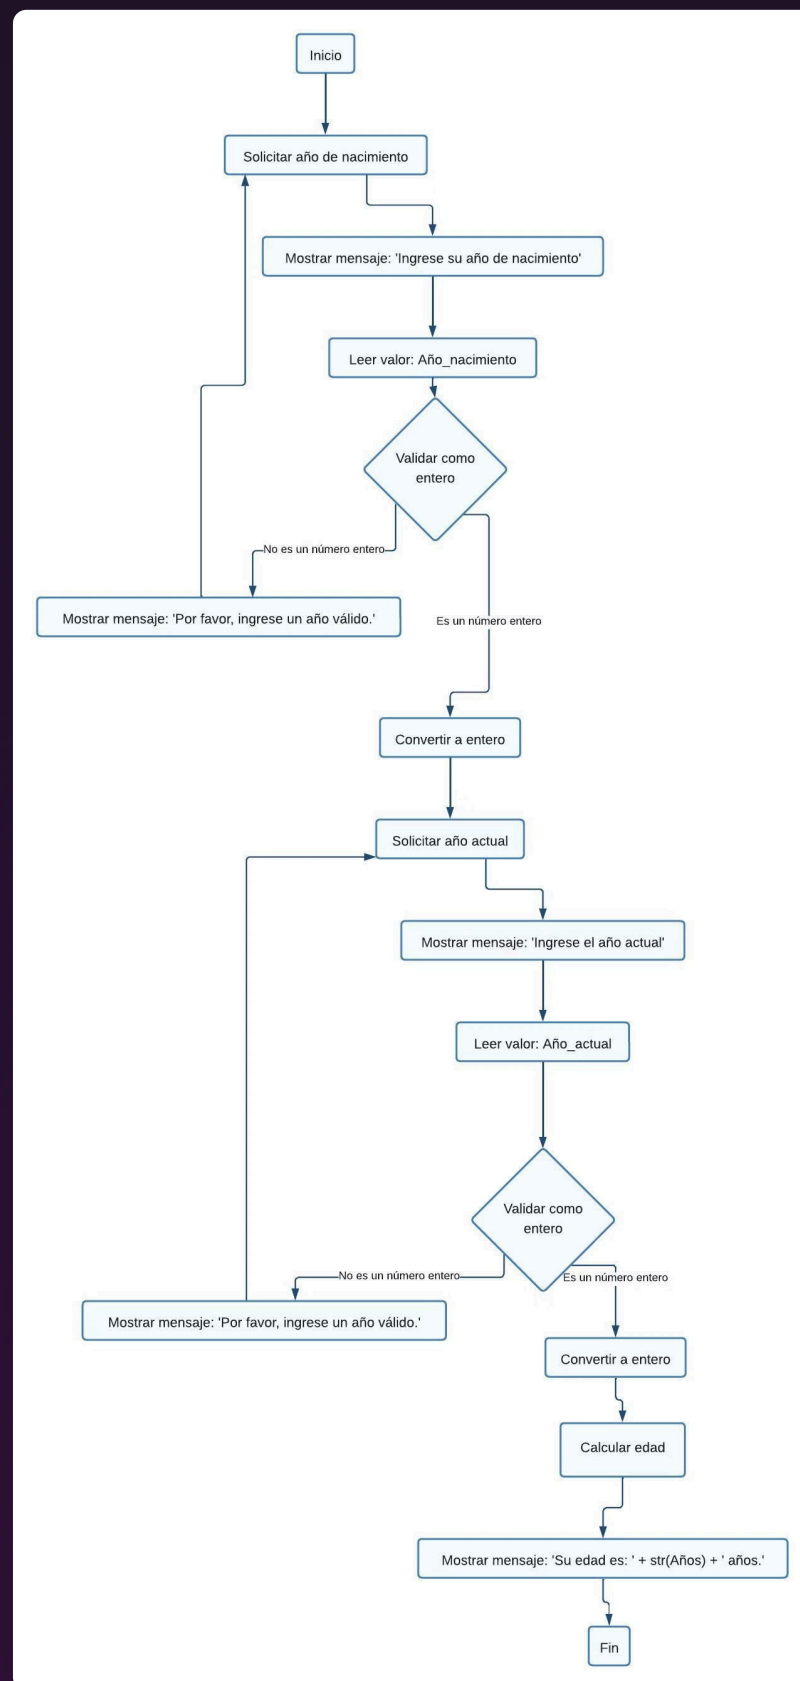 Inicio
Solicitar año de nacimiento
Mostrar mensaje: 'Ingrese su año de nacimiento'
Leer valor: Año_nacimiento
Validar como
entero
No es un número entero
Mostrar mensaje: 'Por favor, ingrese un año válido.'
Es un número entero
Convertir a entero
Solicitar año actual
Mostrar mensaje: 'Ingrese el año actual'
Leer valor: Año_actual
Validar como
entero
No es un número entero
Es un número entero
Mostrar mensaje: 'Por favor, ingrese un año válido.'
Convertir a entero
Calcular edad
Mostrar mensaje: 'Su edad es: ' + str(Años) + ' años.'
Fin